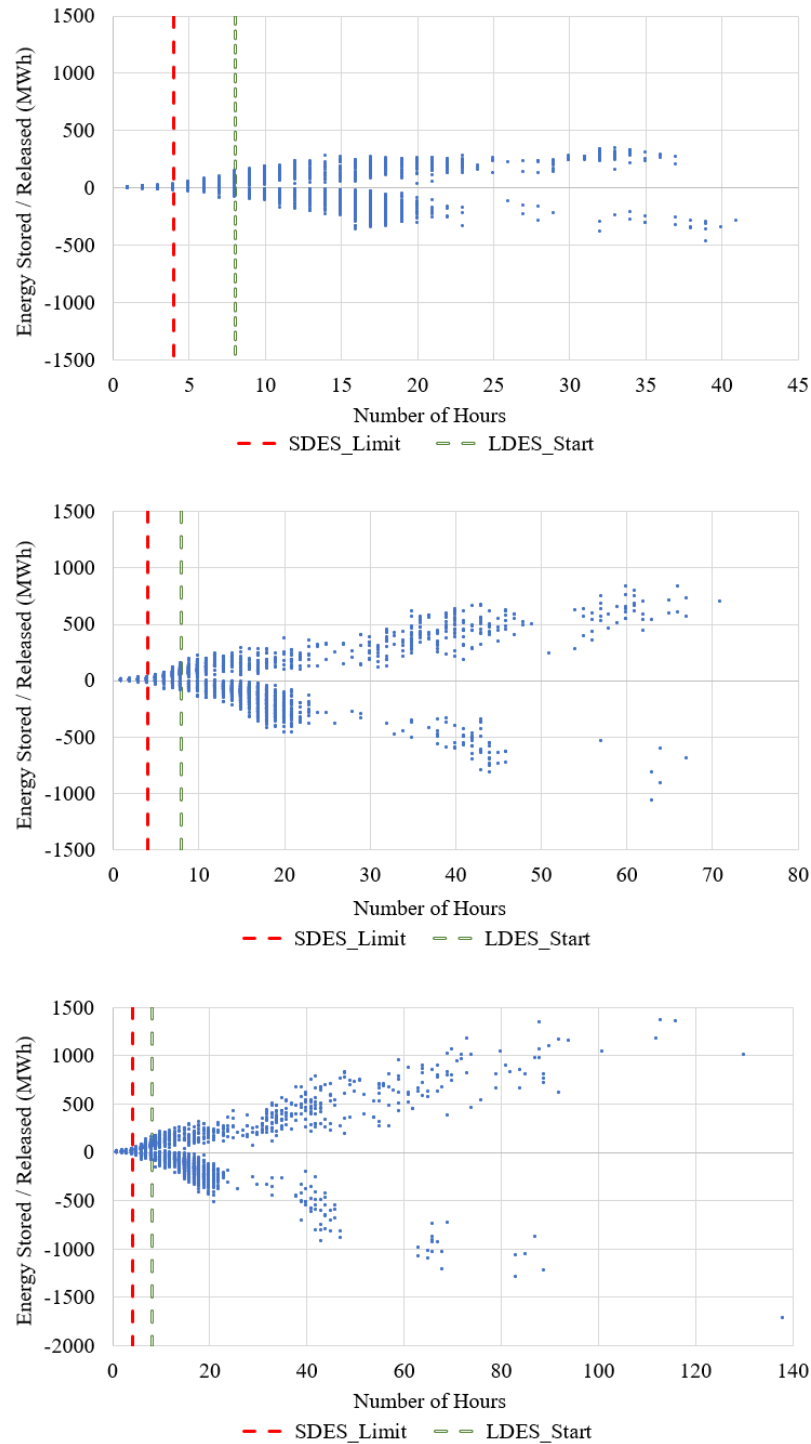 1500
1000
500
0
-500
-1000
-1500
Energy Stored / Released (MWh)
0 5 10 15 20 25 30 35 40 45
Number of Hours
SDES_Limit LDES_Start
1500
1000
500
0
-500
-1000
-1500
Energy Stored / Released (MWh)
0 10 20 30 40 50 60 70 80
Number of Hours
SDES_Limit LDES_Start
1500
1000
500
0
-500
-1000
-1500
-2000
Energy Stored / Released (MWh)
0 20 40 60 80 100 120 140
Number of Hours
SDES_Limit LDES_Start